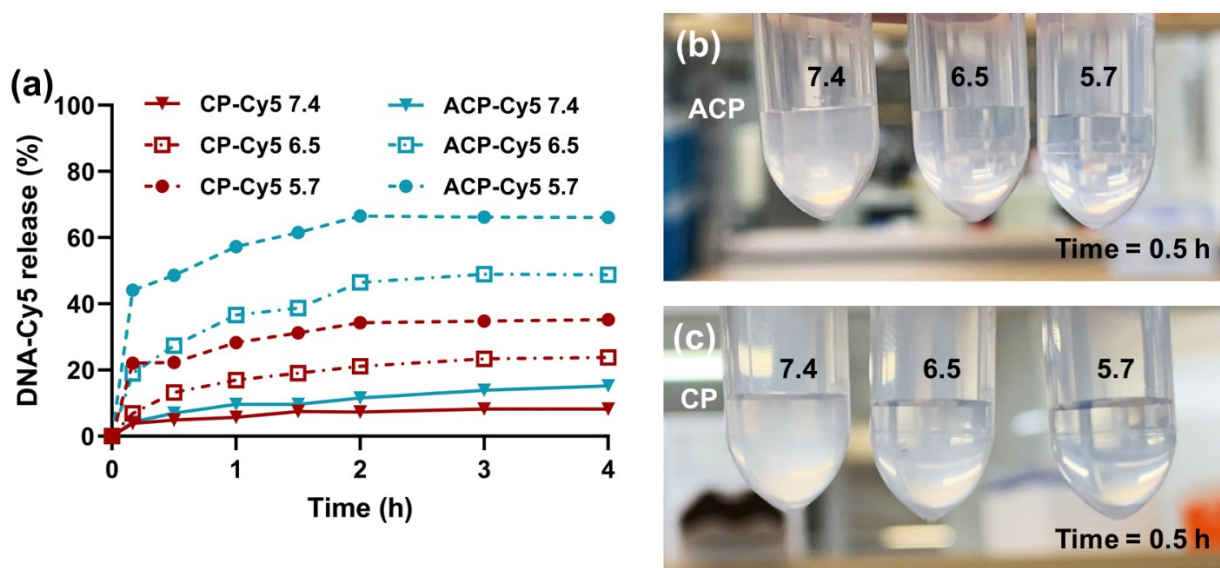 (a)
DNA-Cy5 release (%)
100
80
60
40
20
0
CP-Cy5 7.4
CP-Cy5 6.5
CP-Cy5 5.7
ACP-Cy5 7.4
ACP-Cy5 6.5
ACP-Cy5 5.7
0 1 2 3 4
Time (h)
(b)
ACP
7.4 6.5 5.7
Time = 0.5 h
(c)
CP
7.4 6.5 5.7
Time = 0.5 h